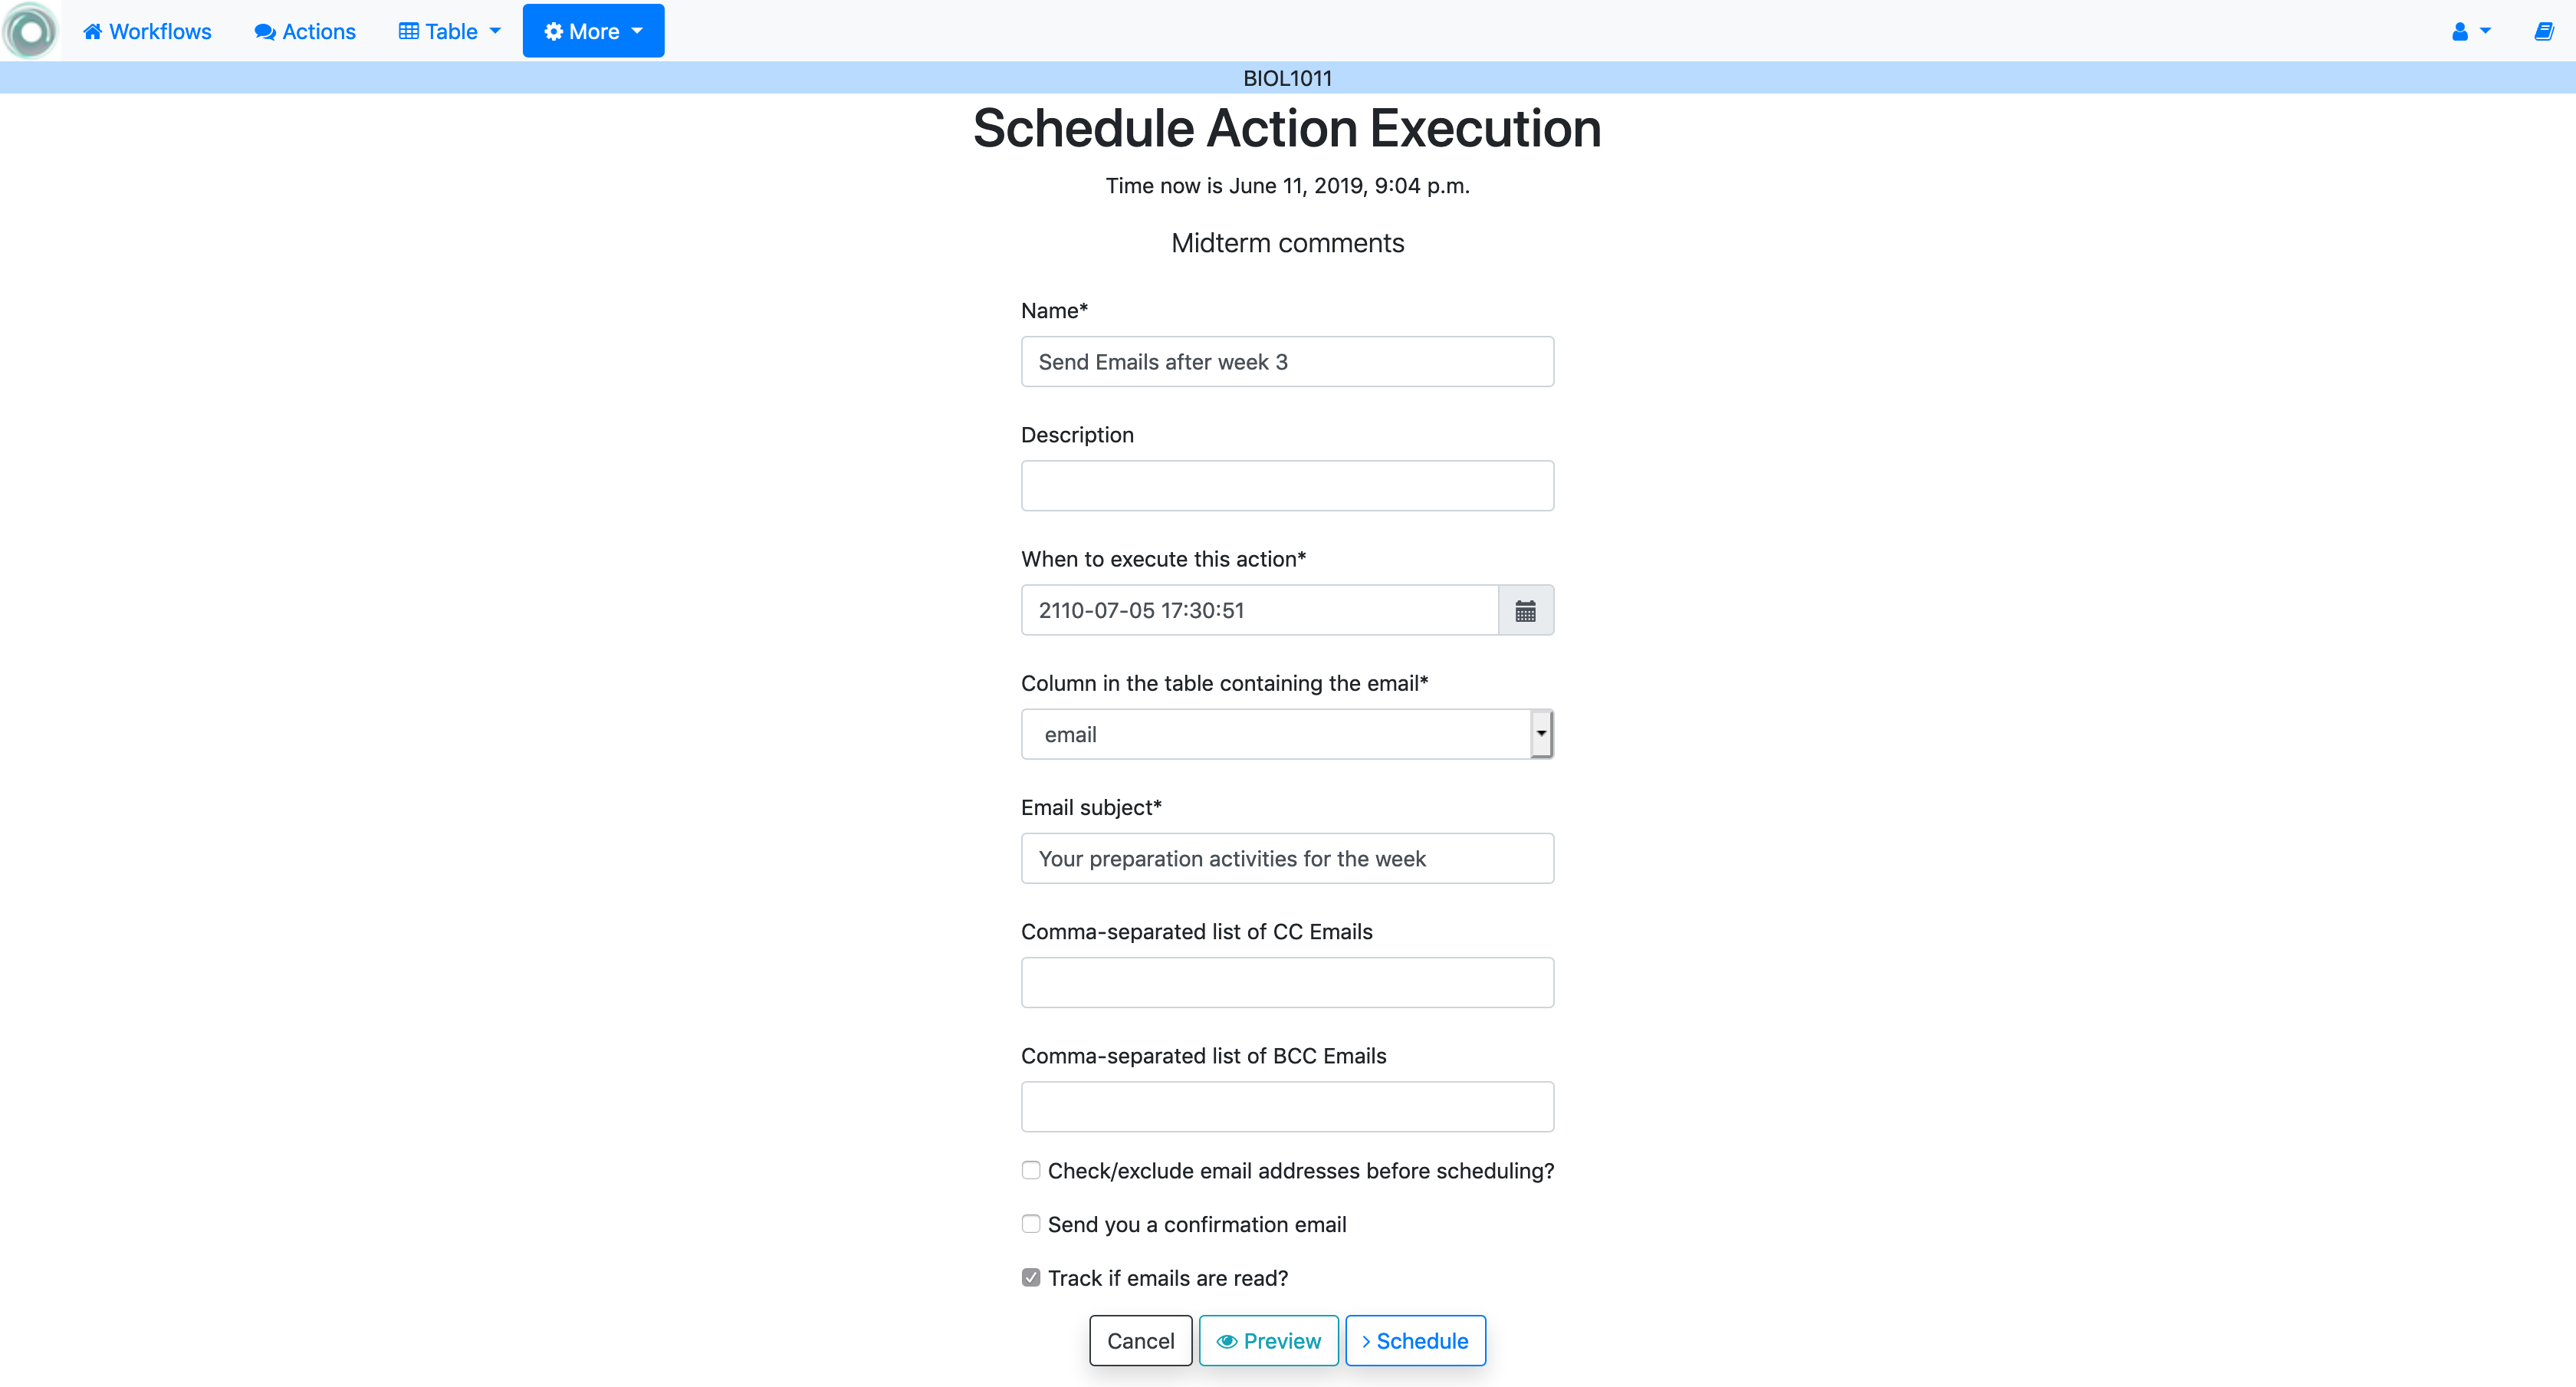 Workflows Actions Table More
BIOL1011
Schedule Action Execution
Time now is June 11, 2019, 9:04 p.m.
Midterm comments
Name*
Send Emails after week 3
Description
When to execute this action*
2110-07-05 17:30:51
Column in the table containing the email*
email
Email subject*
Your preparation activities for the week
Comma-separated list of CC Emails
Comma-separated list of BCC Emails
Check/exclude email addresses before scheduling?
Send you a confirmation email
Track if emails are read?
Cancel Preview Schedule